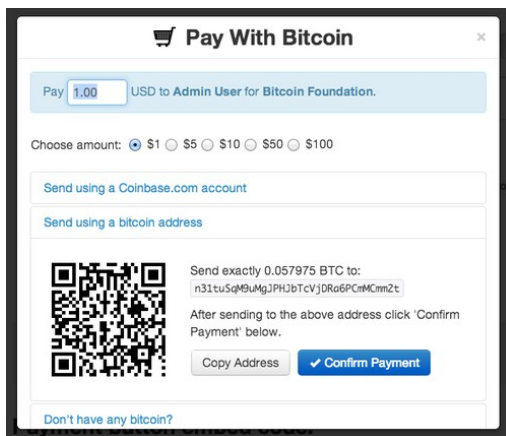 Pay With Bitcoin
×
Pay 1.00 USD to Admin User for Bitcoin Foundation.
Choose amount: $1 $5 $10 $50 $100
Send using a Coinbase.com account
Send using a bitcoin address
Send exactly 0.057975 BTC to:
n31tuSqM9uMgJPHJbTcVjDRa6PCmMCmmZt
After sending to the above address click 'Confirm
Payment' below.
Copy Address
Confirm Payment
Don't have any bitcoin?